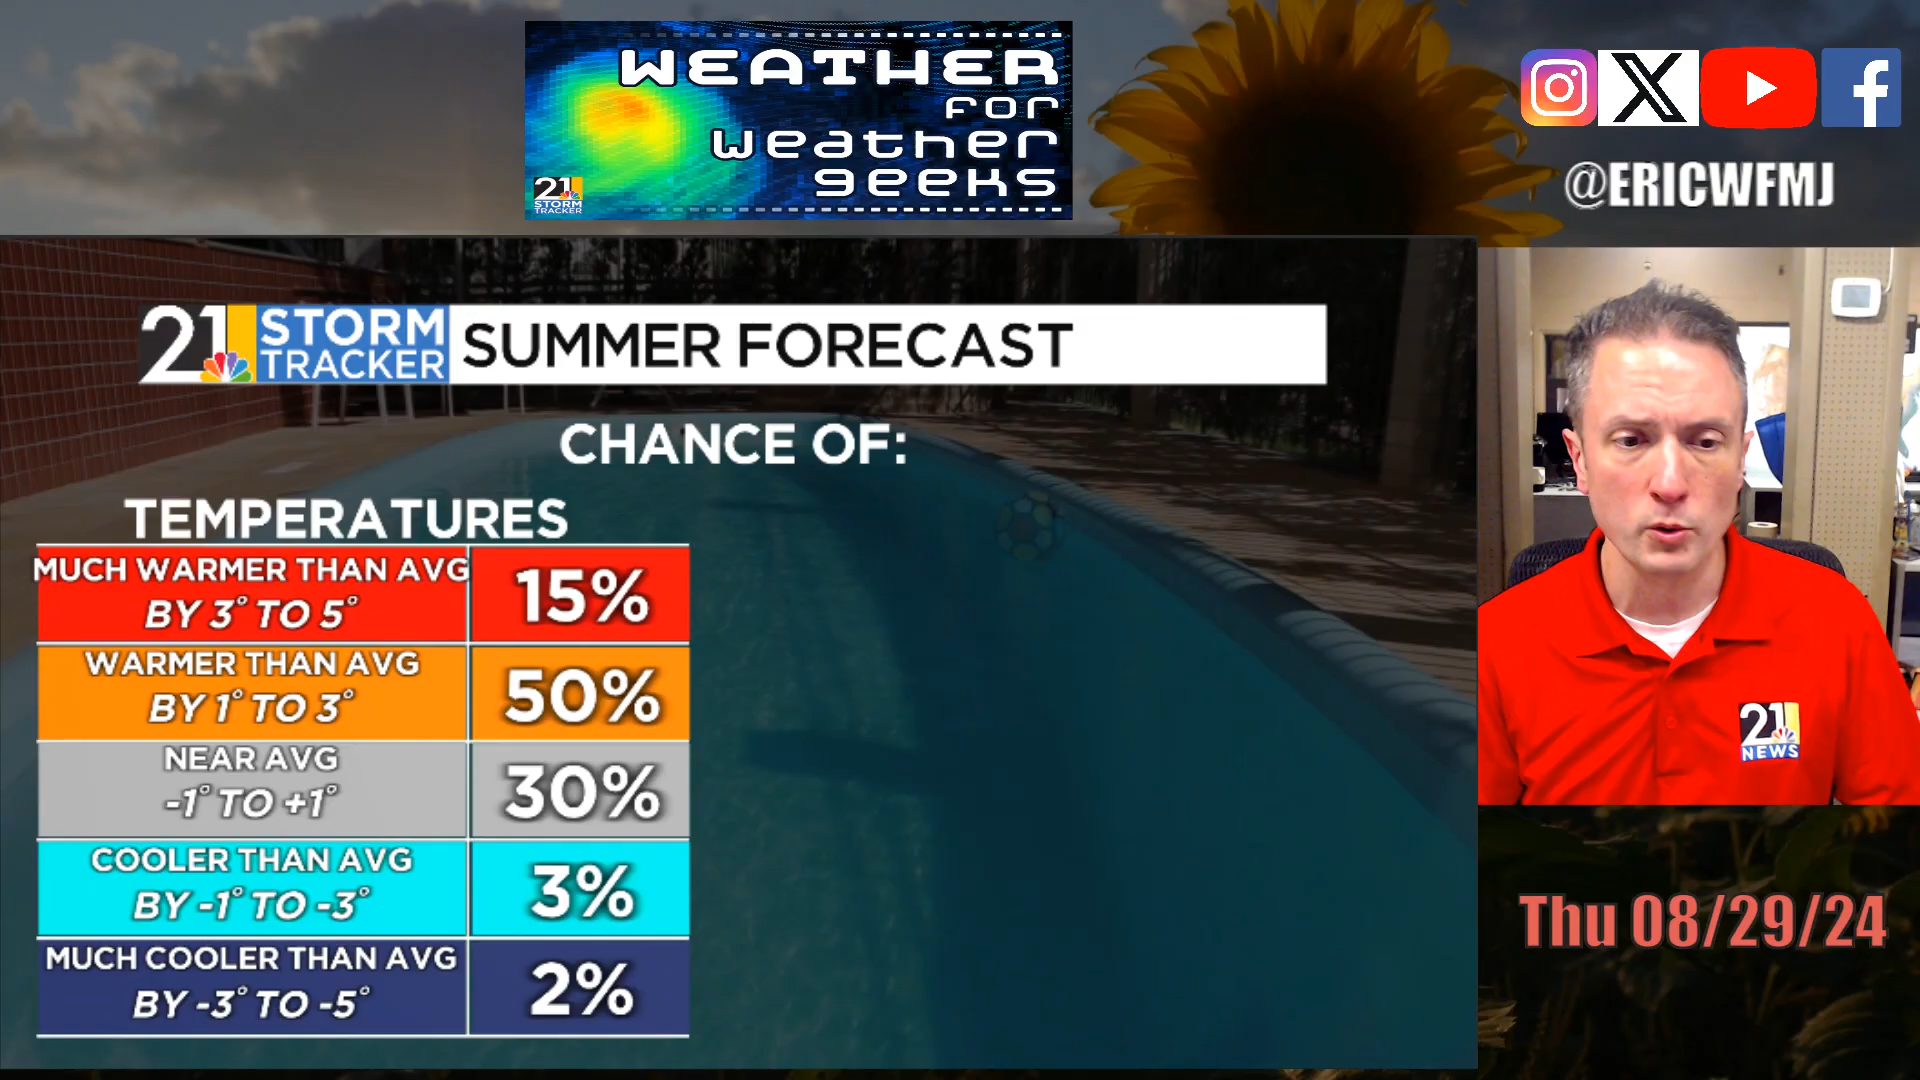 WEATHER
FOR
weather
geeks
21
STORM
TRACKER
@ERICWFMJ
21 STORM TRACKER SUMMER FORECAST
CHANCE OF:
TEMPERATURES
MUCH WARMER THAN AVG
BY 3° TO 5°
15%
WARMER THAN AVG
BY 1° TO 3°
50%
NEAR AVG
-1° TO +1°
30%
COOLER THAN AVG
BY -1° TO -3°
3%
MUCH COOLER THAN AVG
BY -3° TO -5°
2%
21
NEWS
Thu 08/29/24